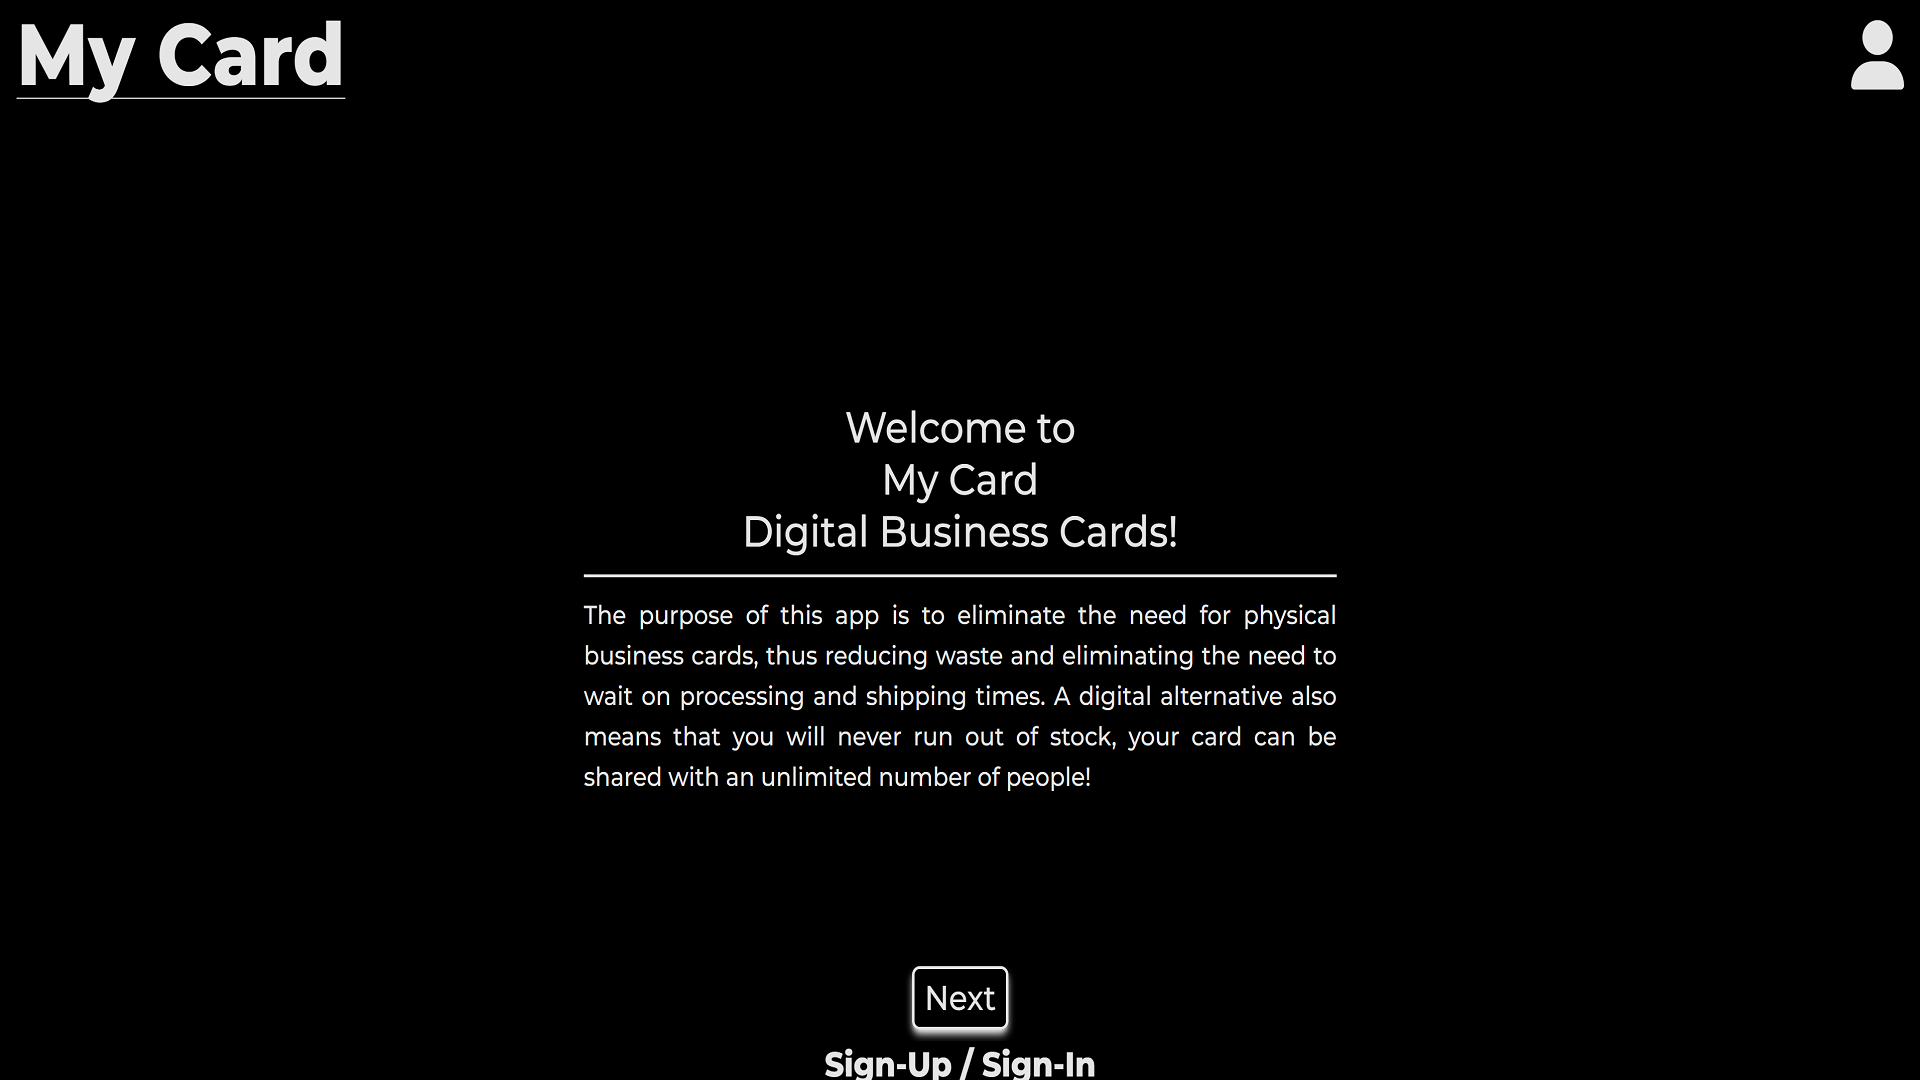 My Card
Welcome to
My Card
Digital Business Cards!
The purpose of this app is to eliminate the need for physical
business cards, thus reducing waste and eliminating the need to
wait on processing and shipping times. A digital alternative also
means that you will never run out of stock, your card can be
shared with an unlimited number of people!
Next
Sign-Up / Sign-In